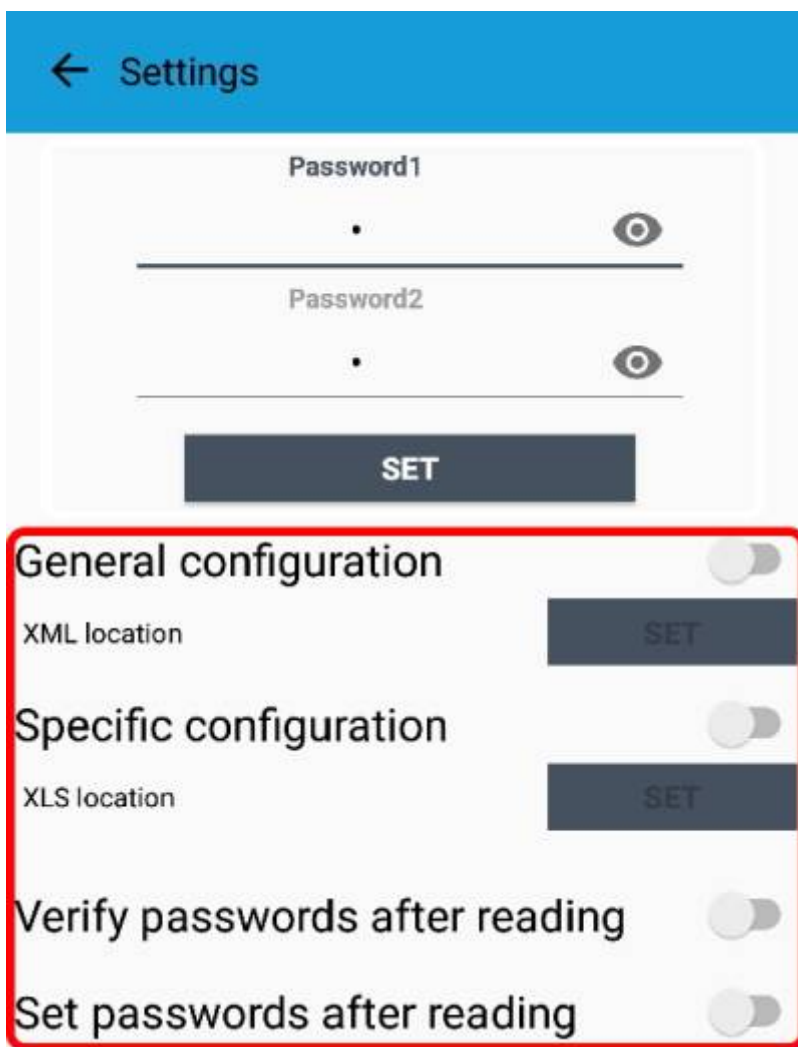 Settings
Password1
•
Password2
•
SET
General configuration
XML location
SET
Specific configuration
XLS location
SET
Verify passwords after reading
Set passwords after reading